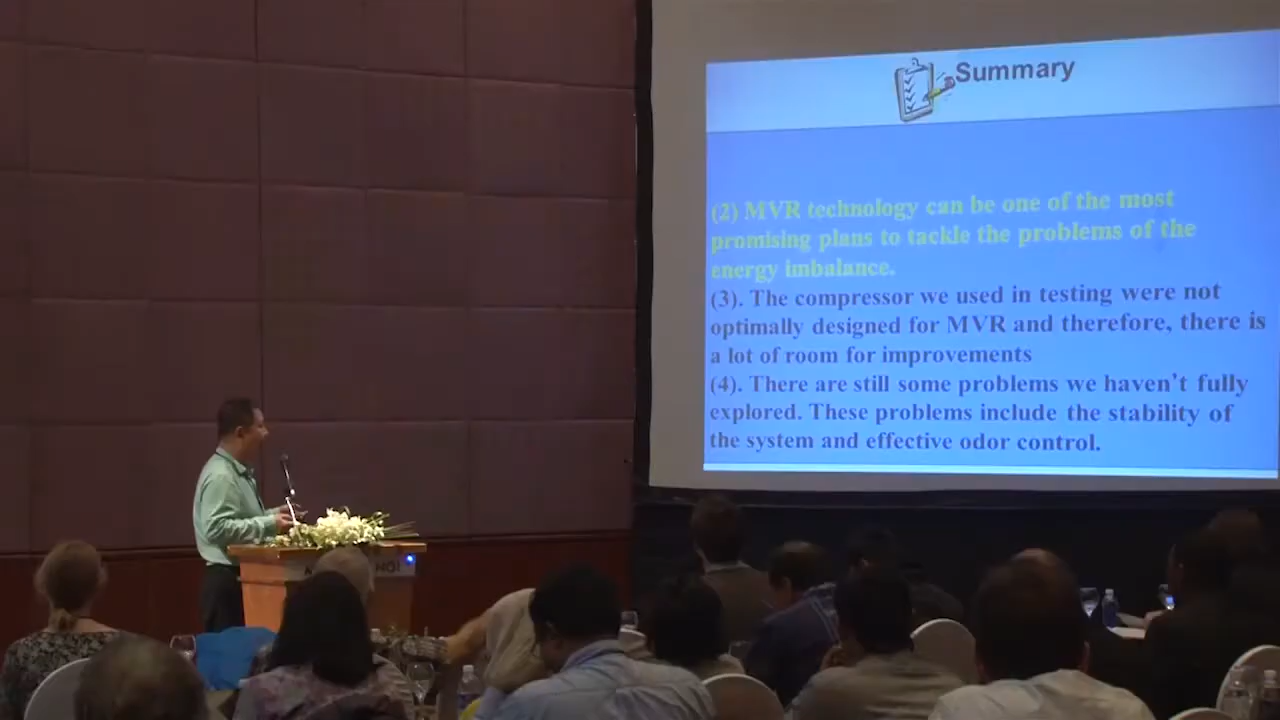 Summary
(2) MVR technology can be one of the most
promising plans to tackle the problems of the
energy imbalance.
(3). The compressor we used in testing were not
optimally designed for MVR and therefore, there is
a lot of room for improvements
(4). There are still some problems we haven't fully
explored. These problems include the stability of
the system and effective odor control.